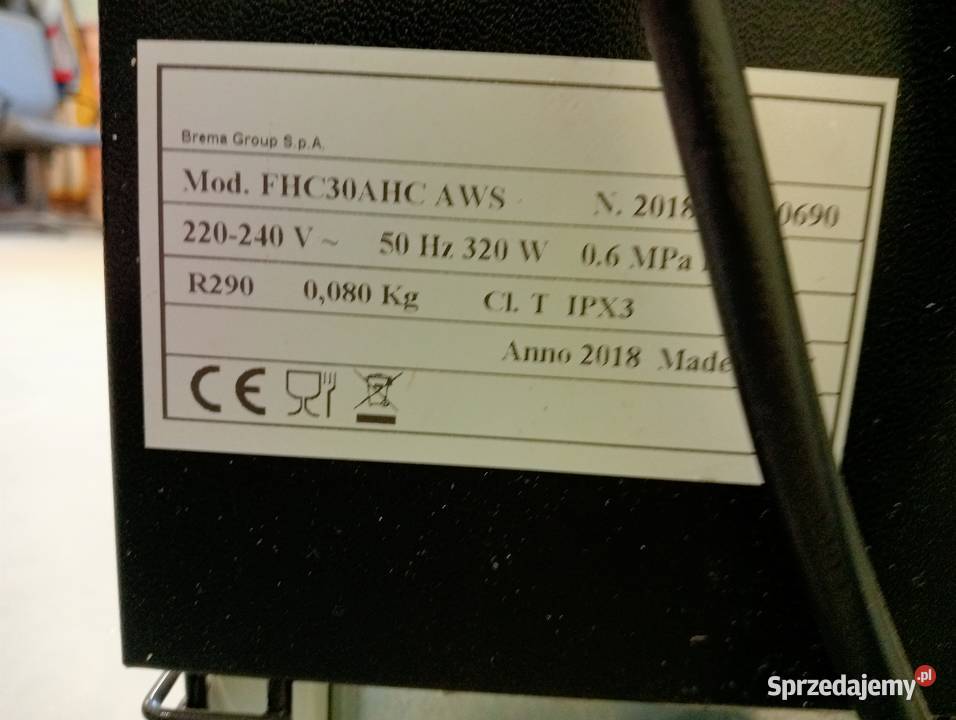 Brema Group S.p.A.
Mod. FHC30AHC AWS N. 2018 0690
220-240 V ~ 50 Hz 320 W 0.6 MPa
R290 0,080 Kg Cl. T IPX3
Anno 2018 Made
CE
Sprzedajemy.pl